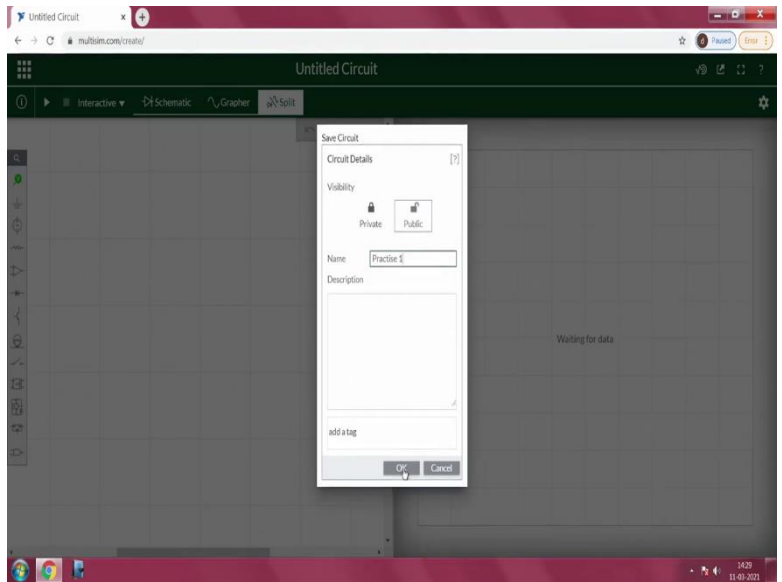 Untitled Circuit
multisim.com/create/
Paused
Untitled Circuit
Interactive
Schematic
Grapher
Split
Save Circuit
Circuit Details
[?]
Visibility
Private
Public
Name
Practise 1
Description
add a tag
OK
Cancel
Waiting for data
14:29
11-03-2021